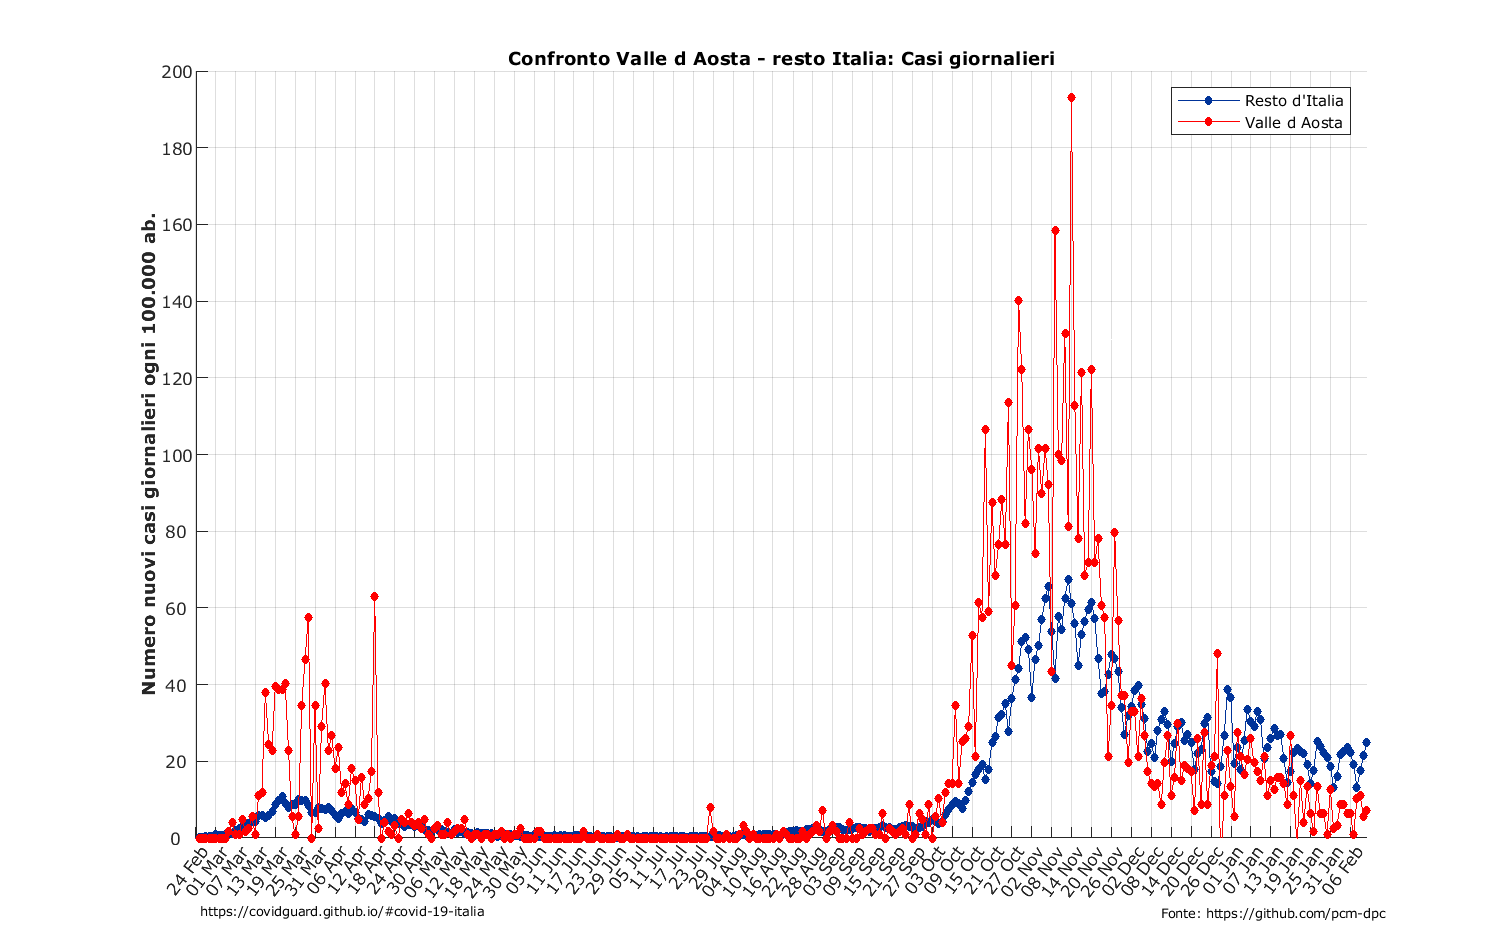 Confronto Valle d Aosta - resto Italia: Casi giornalieri
Numero nuovi casi giornalieri ogni 100.000 ab.
200
180
160
140
120
100
80
60
40
20
0
Resto d'Italia
Valle d Aosta
24 Feb
01 Mar
07 Mar
13 Mar
19 Mar
25 Mar
31 Mar
06 Apr
12 Apr
18 Apr
24 Apr
30 Apr
06 May
12 May
18 May
24 May
30 May
05 Jun
11 Jun
17 Jun
23 Jun
29 Jun
05 Jul
11 Jul
17 Jul
23 Jul
29 Jul
04 Aug
10 Aug
16 Aug
22 Aug
28 Aug
03 Sep
09 Sep
15 Sep
21 Sep
27 Sep
03 Oct
09 Oct
15 Oct
21 Oct
27 Oct
02 Nov
08 Nov
14 Nov
20 Nov
26 Nov
02 Dec
08 Dec
14 Dec
20 Dec
26 Dec
01 Jan
07 Jan
13 Jan
19 Jan
25 Jan
31 Jan
06 Feb
https://covidguard.github.io/#covid-19-italia
Fonte: https://github.com/pcm-dpc